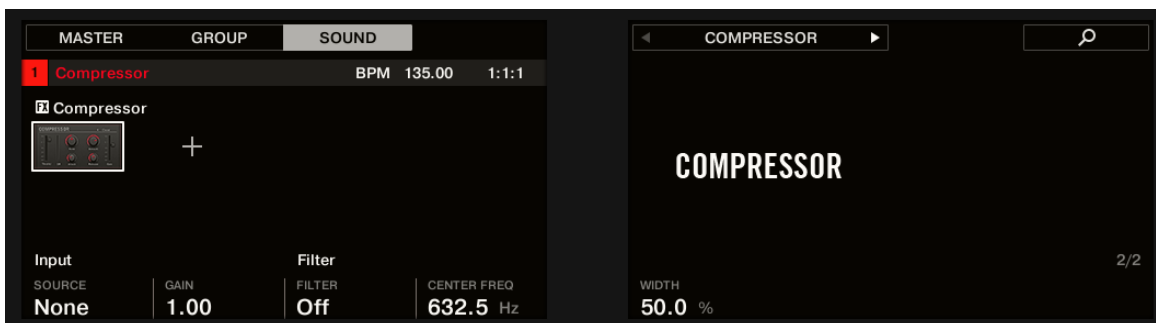 MASTER GROUP SOUND
1 Compressor BPM 135.00 1:1:1
FX Compressor
COMPRESSOR
+
Input Filter
SOURCE GAIN FILTER CENTER FREQ
None 1.00 Off 632.5 Hz
COMPRESSOR
COMPRESSOR
2/2
WIDTH
50.0 %